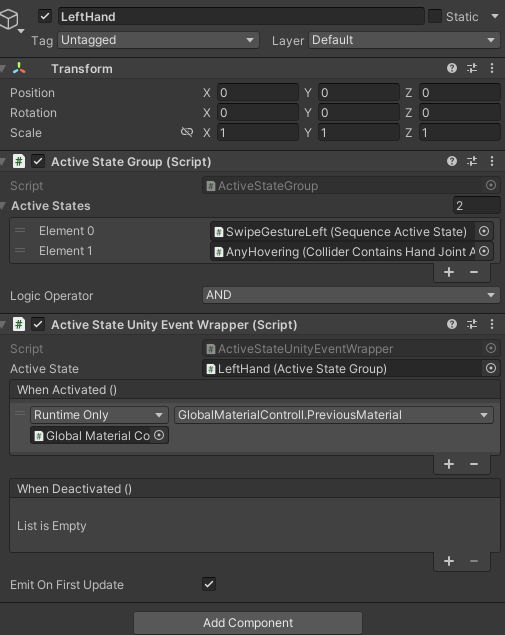 LeftHand Static
Tag Untagged Layer Default
Transform
Position X 0 Y 0 Z 0
Rotation X 0 Y 0 Z 0
Scale X 1 Y 1 Z 1
# Active State Group (Script)
Script # ActiveStateGroup
Active States 2
Element 0 # SwipeGestureLeft (Sequence Active State)
Element 1 # AnyHovering (Collider Contains Hand Joint A
+ −
Logic Operator AND
# Active State Unity Event Wrapper (Script)
Script # ActiveStateUnityEventWrapper
Active State # LeftHand (Active State Group)
When Activated ()
Runtime Only GlobalMaterialControll.PreviousMaterial
# Global Material Co
+ −
When Deactivated ()
List is Empty
+ −
Emit On First Update
Add Component